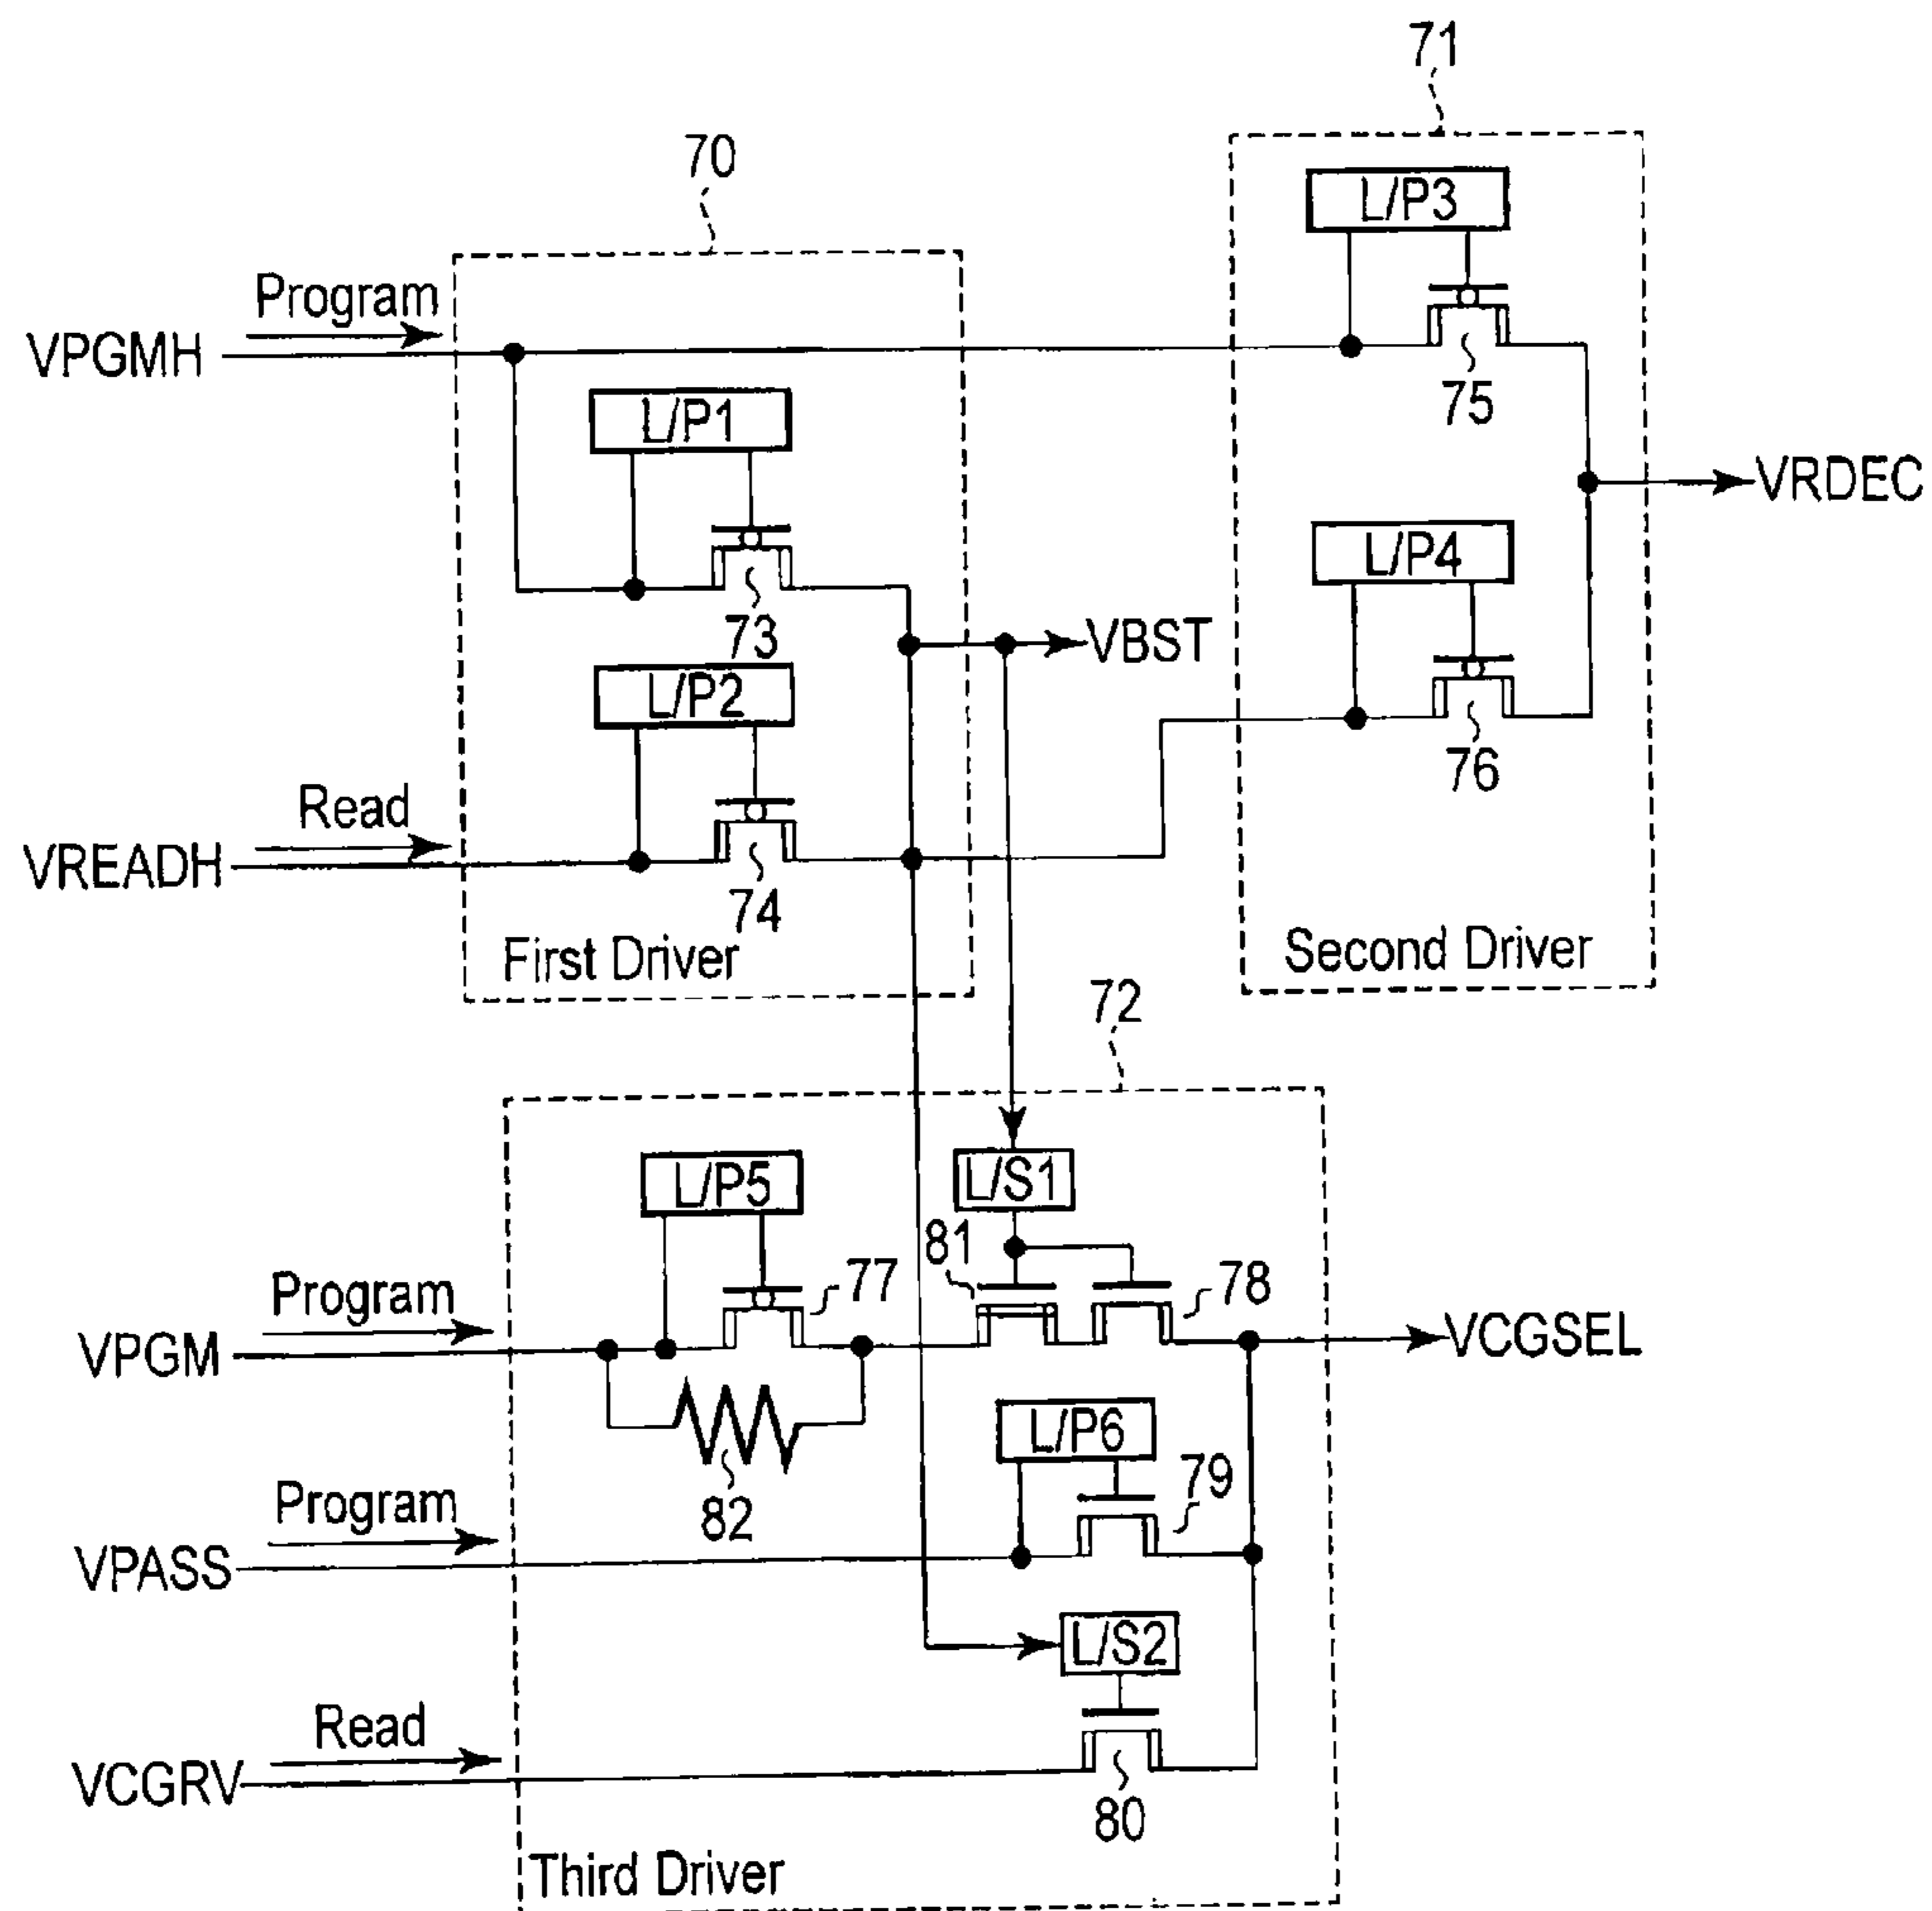 71
70
L/P3
Program
VPGMH
75
L/P1
VRDEC
L/P4
73
VBST
L/P2
76
Read
VREADH
74
First Driver
Second Driver
72
L/P5
L/S1
81
77
78
Program
VPGM
VCGSEL
L/P6
79
82
Program
VPASS
L/S2
Read
VCGRV
80
Third Driver